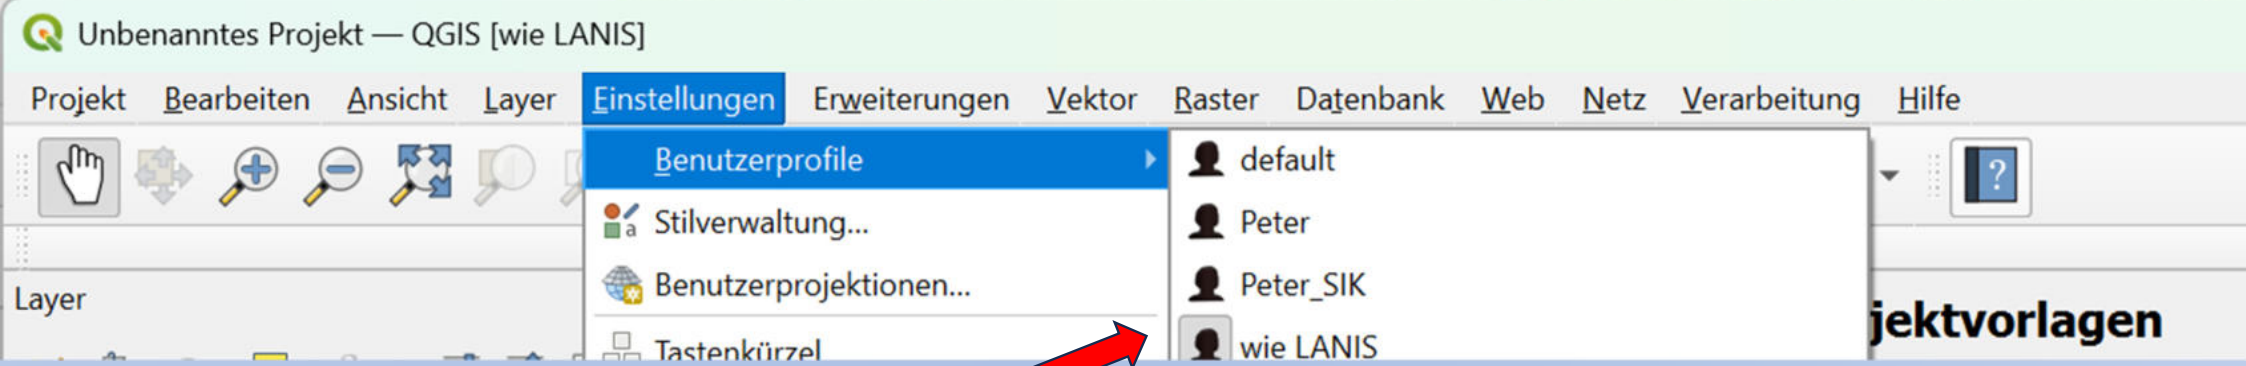 Unbenanntes Projekt — QGIS [wie LANIS]
Projekt Bearbeiten Ansicht Layer Einstellungen Erweiterungen Vektor Raster Datenbank Web Netz Verarbeitung Hilfe
Benutzerprofile
default
Stilverwaltung...
Peter
Benutzerprojektionen...
Peter_SIK
Tastenkürzel
wie LANIS
Layer
jektvorlagen